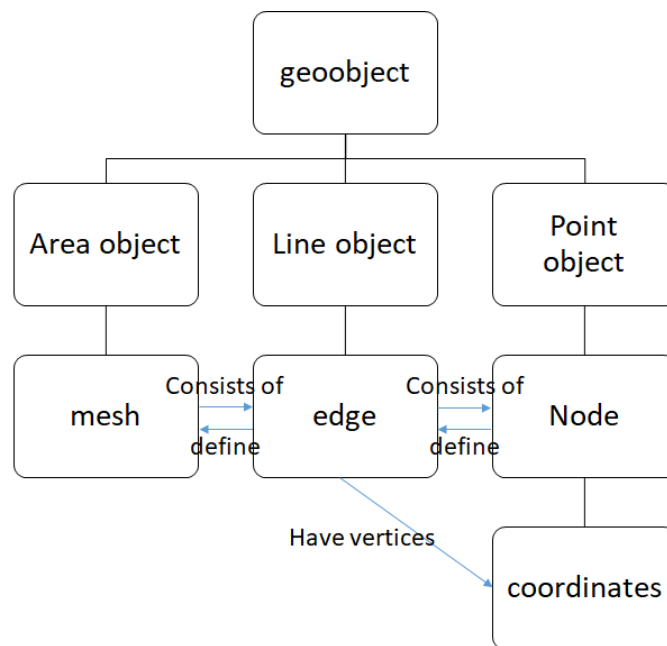 geoobject
Area object
Line object
Point
object
mesh
Consists of
define
edge
Consists of
define
Node
Have vertices
coordinates